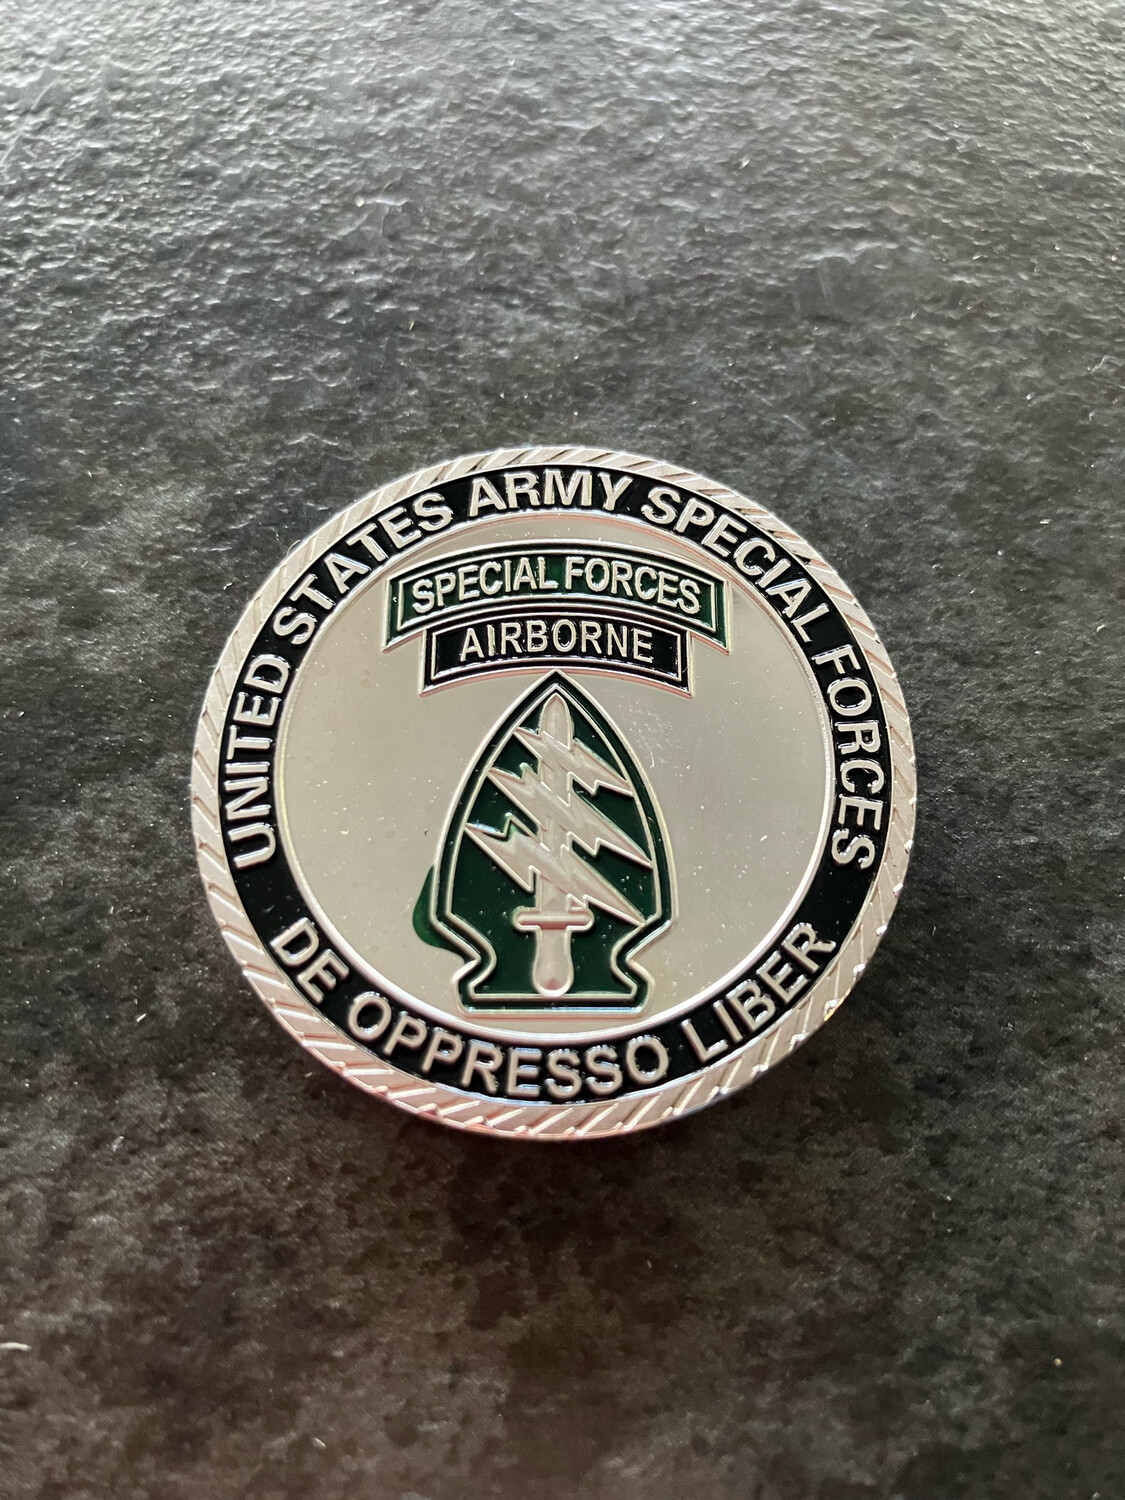 UNITED STATES ARMY SPECIAL FORCES
SPECIAL FORCES
AIRBORNE
DE OPPRESSO LIBER